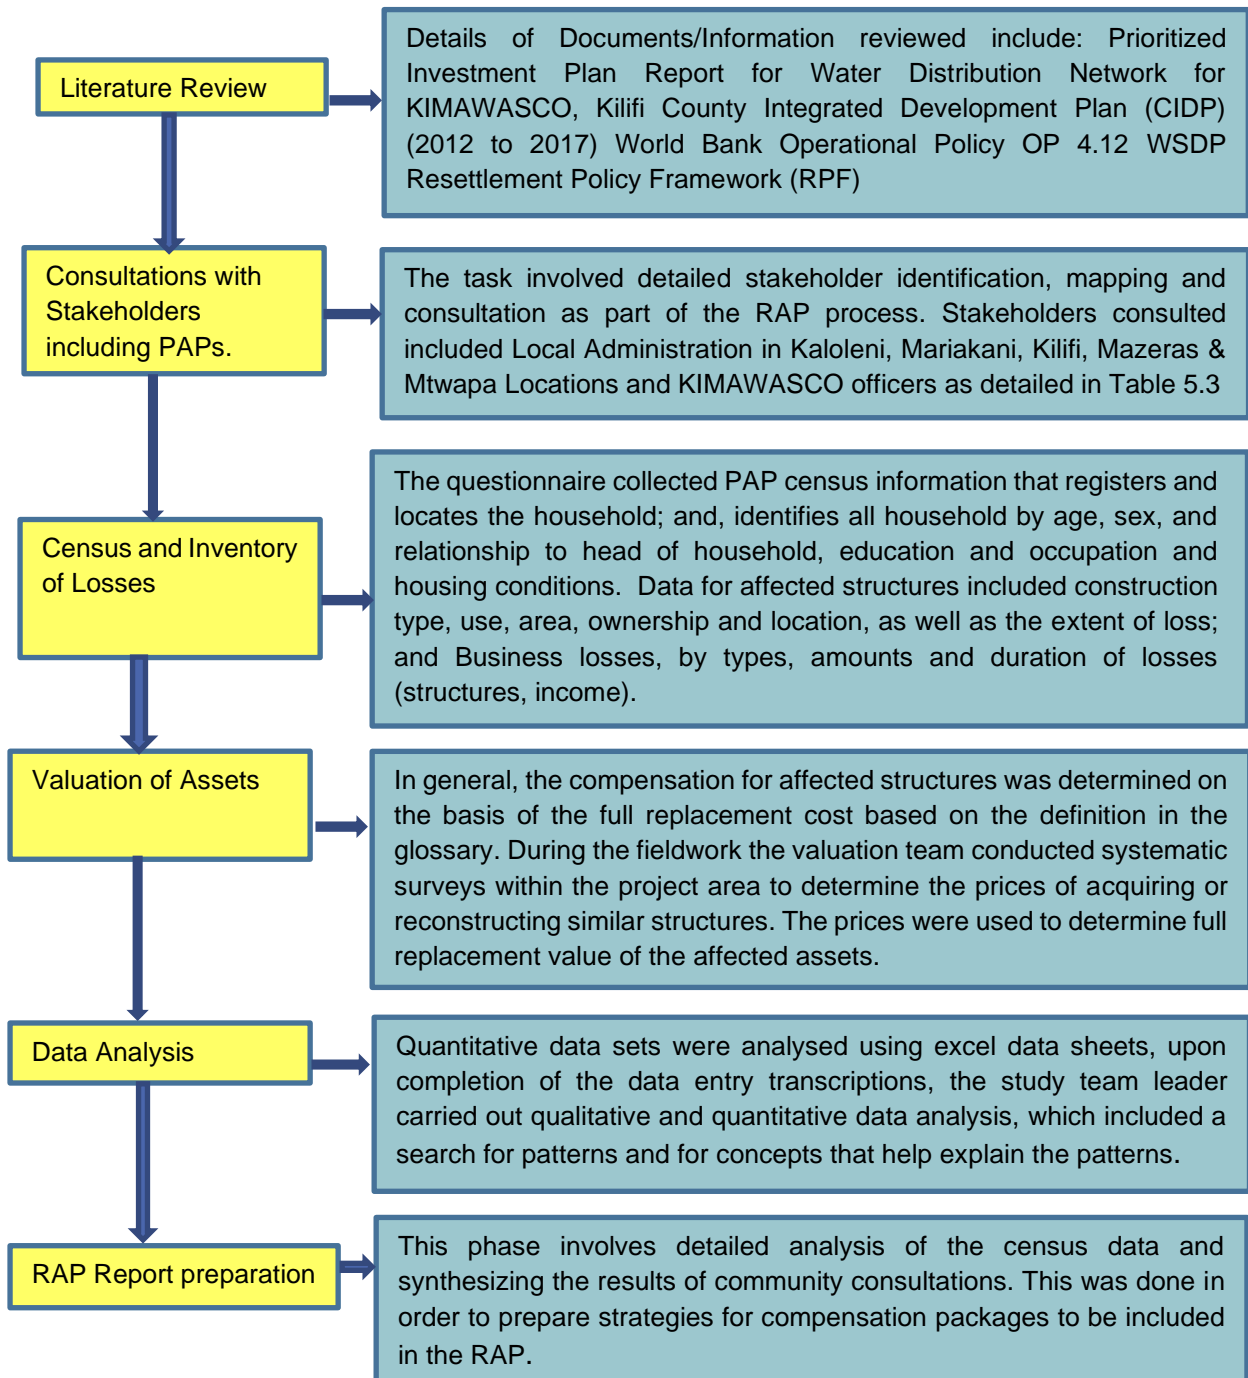 Literature Review
Details of Documents/Information reviewed include: Prioritized
Investment Plan Report for Water Distribution Network for
KIMAWASCO, Kilifi County Integrated Development Plan (CIDP)
(2012 to 2017) World Bank Operational Policy OP 4.12 WSDP
Resettlement Policy Framework (RPF)
Consultations with
Stakeholders
including PAPs.
The task involved detailed stakeholder identification, mapping and
consultation as part of the RAP process. Stakeholders consulted
included Local Administration in Kaloleni, Mariakani, Kilifi, Mazeras &
Mtwapa Locations and KIMAWASCO officers as detailed in Table 5.3
Census and Inventory
of Losses
The questionnaire collected PAP census information that registers and
locates the household; and, identifies all household by age, sex, and
relationship to head of household, education and occupation and
housing conditions. Data for affected structures included construction
type, use, area, ownership and location, as well as the extent of loss;
and Business losses, by types, amounts and duration of losses
(structures, income).
Valuation of Assets
In general, the compensation for affected structures was determined on
the basis of the full replacement cost based on the definition in the
glossary. During the fieldwork the valuation team conducted systematic
surveys within the project area to determine the prices of acquiring or
reconstructing similar structures. The prices were used to determine full
replacement value of the affected assets.
Data Analysis
Quantitative data sets were analysed using excel data sheets, upon
completion of the data entry transcriptions, the study team leader
carried out qualitative and quantitative data analysis, which included a
search for patterns and for concepts that help explain the patterns.
RAP Report preparation
This phase involves detailed analysis of the census data and
synthesizing the results of community consultations. This was done in
order to prepare strategies for compensation packages to be included
in the RAP.